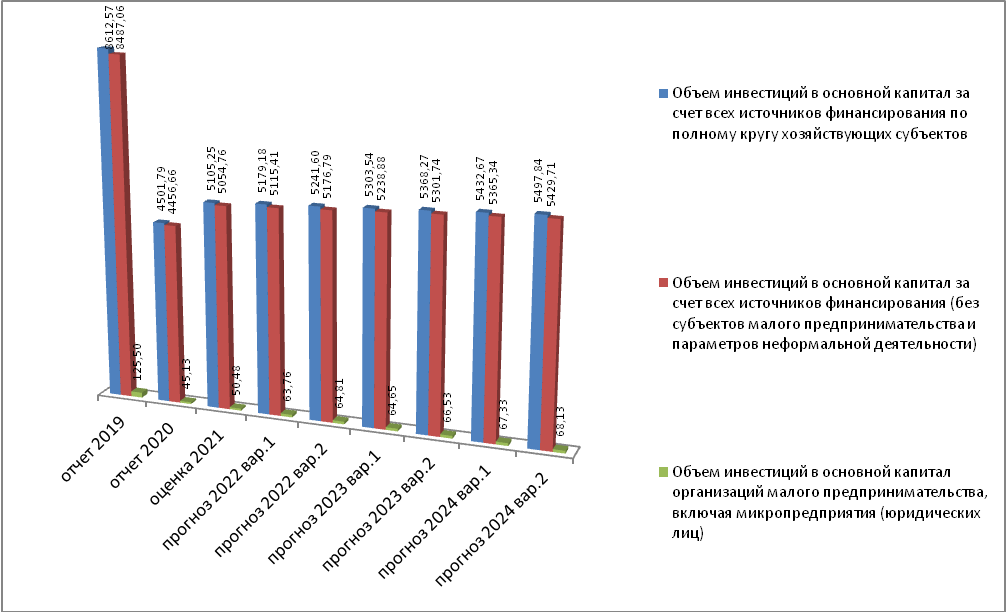 8612,57
8487,06
125,50
4501,79
4456,66
45,13
5105,25
5054,76
50,48
5179,18
5115,41
63,76
5241,60
5176,79
64,81
5303,54
5238,88
64,65
5368,27
5301,74
66,53
5432,67
5365,34
67,33
5497,84
5429,71
68,13
отчет 2019
отчет 2020
оценка 2021
прогноз 2022 вар.1
прогноз 2022 вар.2
прогноз 2023 вар.1
прогноз 2023 вар.2
прогноз 2024 вар.1
прогноз 2024 вар.2
Объем инвестиций в основной капитал за
счет всех источников финансирования по
полному кругу хозяйствующих субъектов
Объем инвестиций в основной капитал за
счет всех источников финансирования (без
субъектов малого предпринимательства и
параметров неформальной деятельности)
Объем инвестиций в основной капитал
организаций малого предпринимательства,
включая микропредприятия (юридических
лиц)